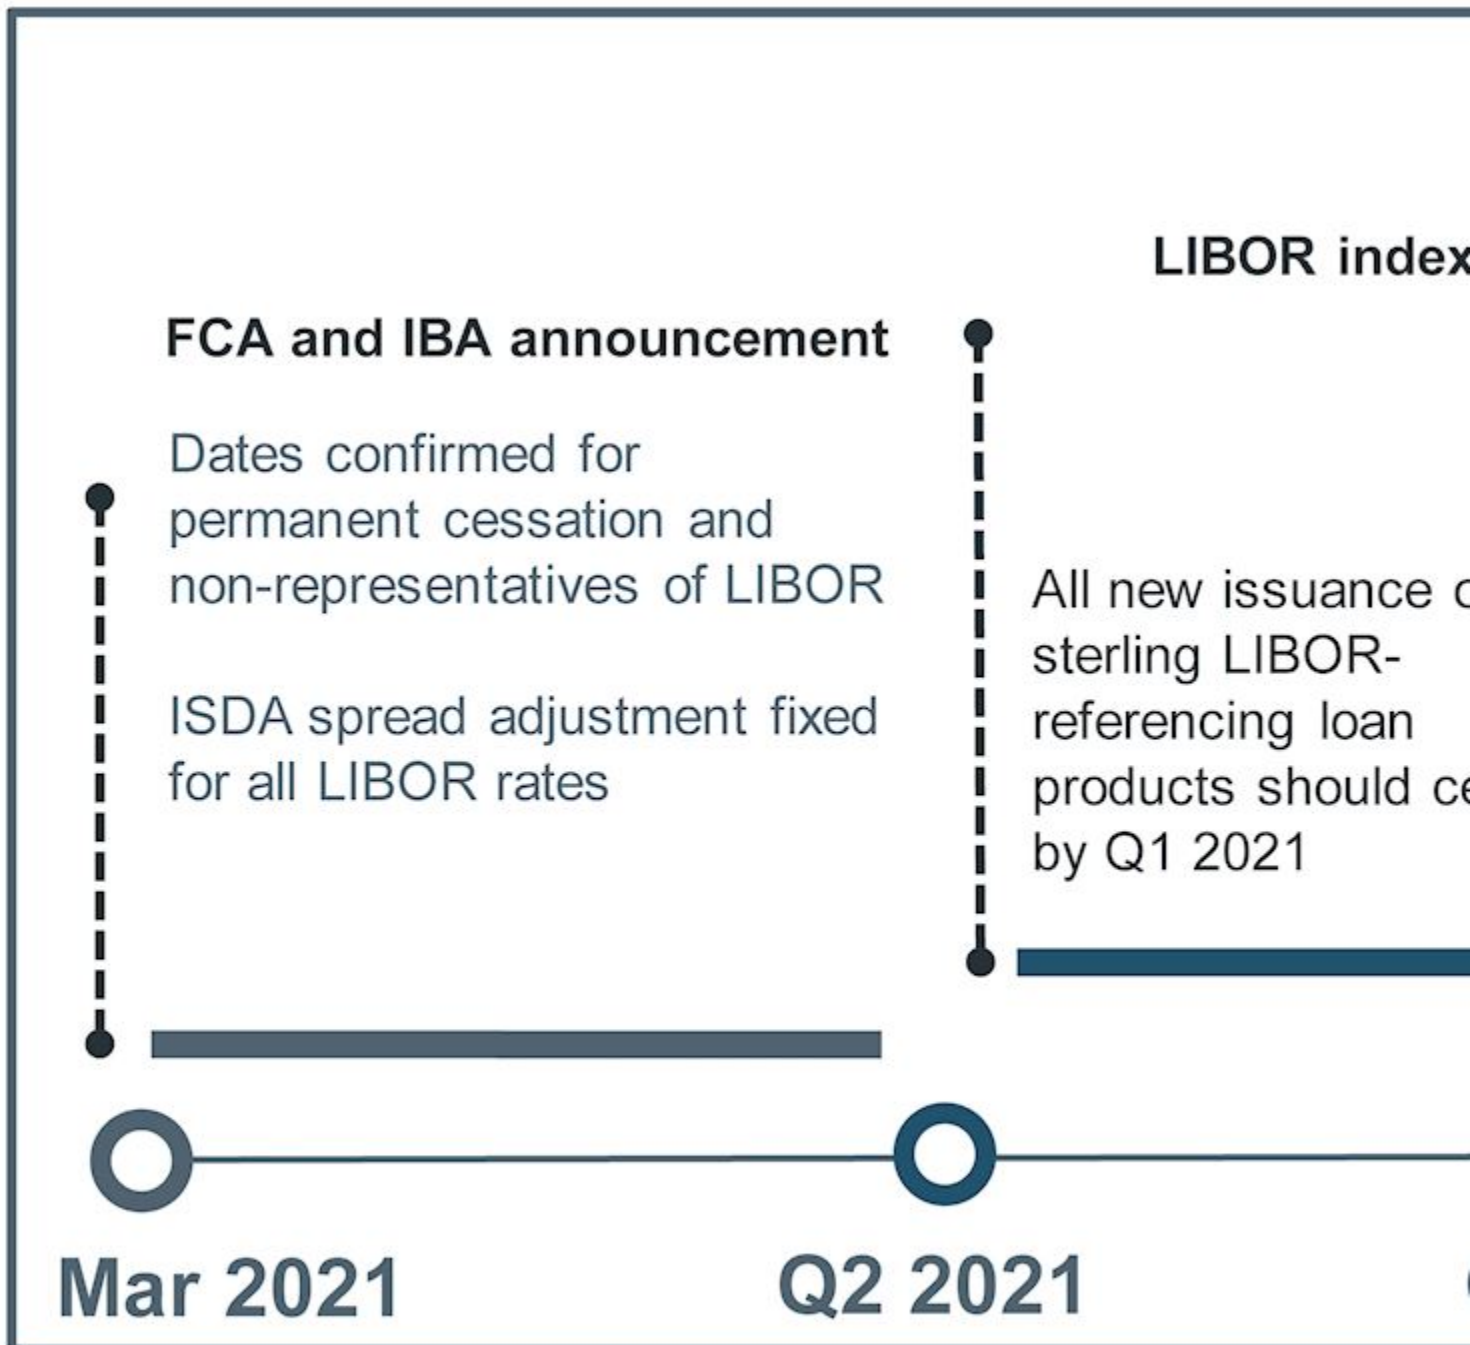 FCA and IBA announcement
Dates confirmed for
permanent cessation and
non-representatives of LIBOR
ISDA spread adjustment fixed
for all LIBOR rates
LIBOR index
All new issuance
sterling LIBOR-
referencing loan
products should
by Q1 2021
Mar 2021
Q2 2021